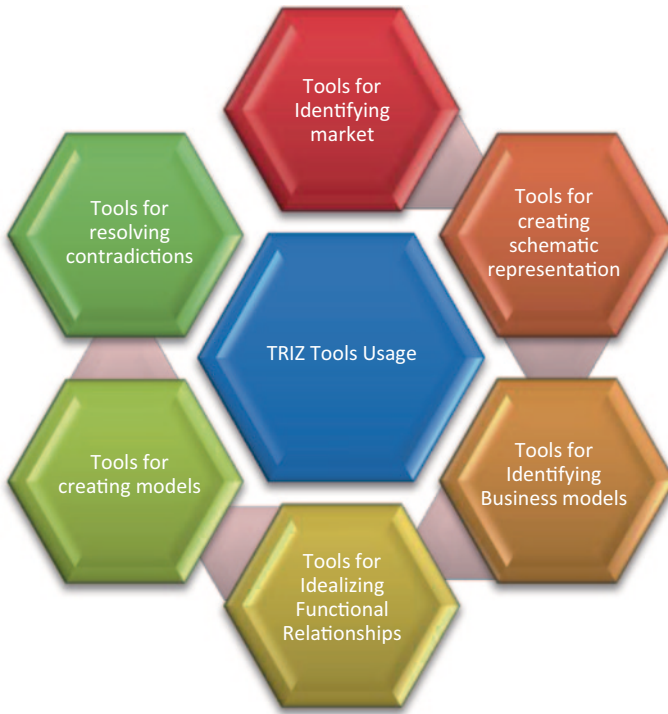 Tools for
Identifying
market
Tools for
creating
schematic
representation
Tools for
Identifying
Business models
Tools for
Idealizing
Functional
Relationships
Tools for
creating models
Tools for
resolving
contradictions
TRIZ Tools Usage